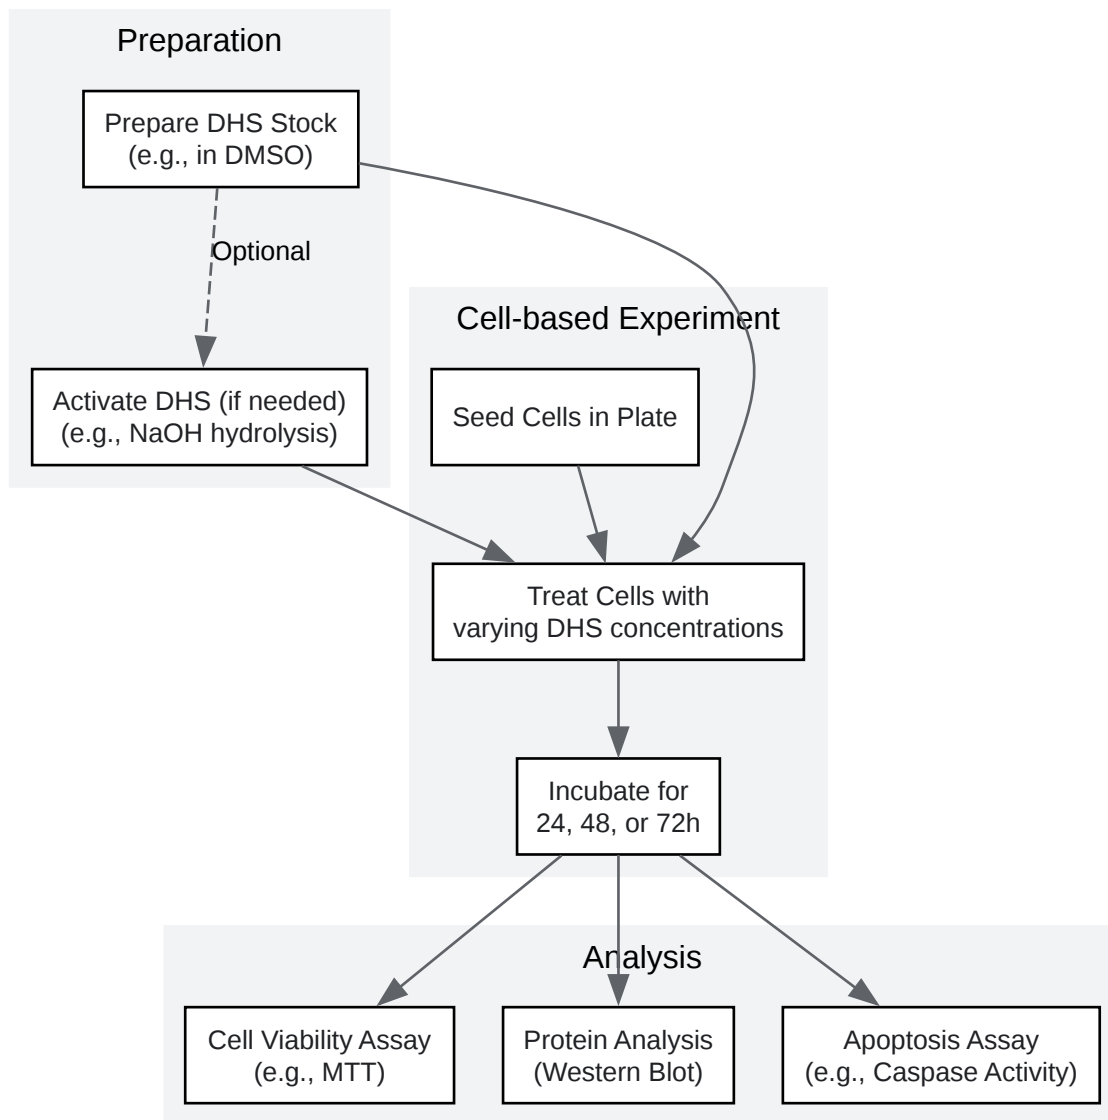 Preparation
Prepare DHS Stock
(e.g., in DMSO)
Optional
Activate DHS (if needed)
(e.g., NaOH hydrolysis)
Cell-based Experiment
Seed Cells in Plate
Treat Cells with
varying DHS concentrations
Incubate for
24, 48, or 72h
Analysis
Cell Viability Assay
(e.g., MTT)
Protein Analysis
(Western Blot)
Apoptosis Assay
(e.g., Caspase Activity)